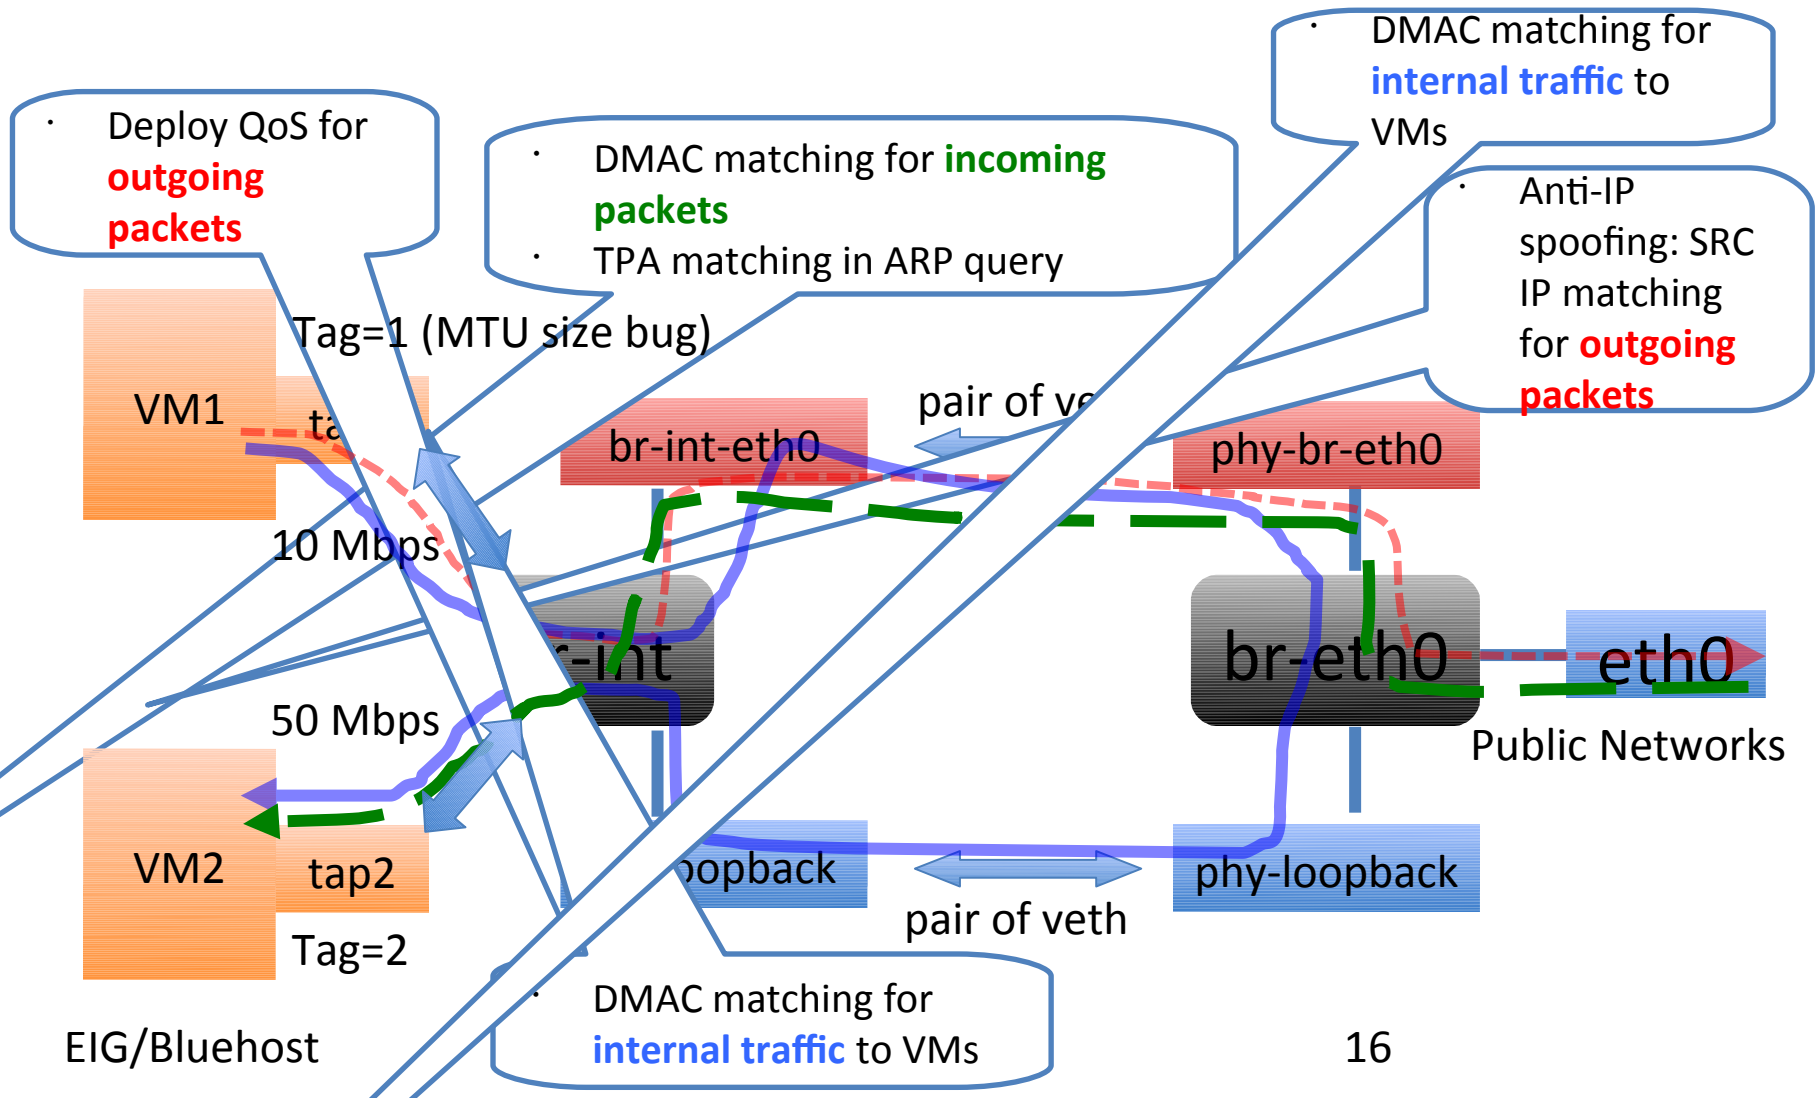 DMAC matching for
internal traffic to
VMs
Deploy QoS for
outgoing
packets
DMAC matching for incoming
packets
TPA matching in ARP query
Anti-IP
spoofing: SRC
IP matching
for outgoing
packets
Tag=1 (MTU size bug)
VM1
br-int-eth0
pair of
phy-br-eth0
10 Mbps
br-eth0
eth0
50 Mbps
Public Networks
VM2
tap2
phy-loopback
pair of veth
Tag=2
DMAC matching for
internal traffic to VMs
EIG/Bluehost
16